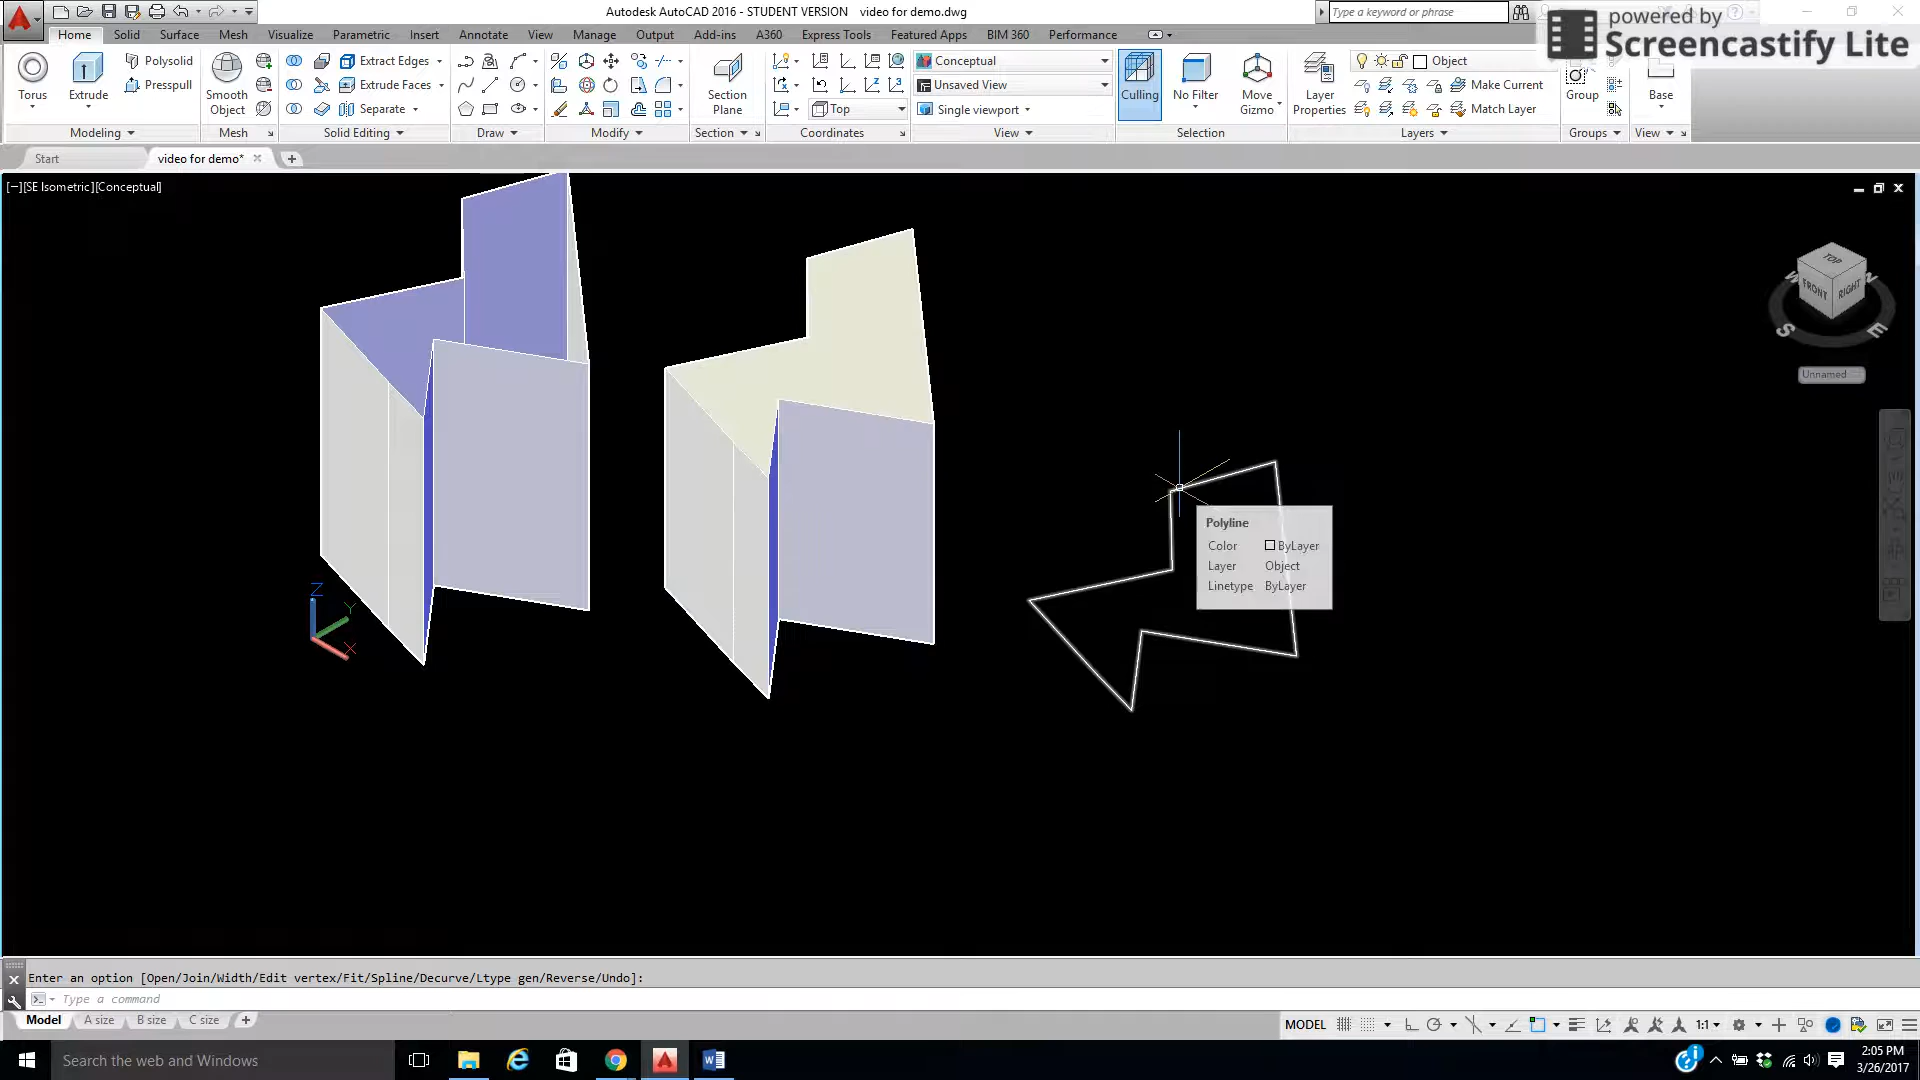 Autodesk AutoCAD 2016 - STUDENT VERSION video for demo.dwg
Type a keyword or phrase
powered by
Screencastify Lite
Home Solid Surface Mesh Visualize Parametric Insert Annotate View Manage Output Add-ins A360 Express Tools Featured Apps BIM 360 Performance
Torus
Extrude
Polysolid
Presspull
Modeling
Smooth
Object
Mesh
Extract Edges
Extrude Faces
Separate
Solid Editing
Draw
Modify
Section
Plane
Section
Top
Coordinates
Conceptual
Unsaved View
Single viewport
View
Culling
No Filter
Move
Gizmo
Selection
Layer
Properties
Object
Make Current
Match Layer
Layers
Group
Groups
Base
View
Start
video for demo*
[−][SE Isometric][Conceptual]
TOP
FRONT
RIGHT
W
N
S
E
Unnamed
Polyline
Color ByLayer
Layer Object
Linetype ByLayer
Z
Y
X
Enter an option [Open/Join/Width/Edit vertex/Fit/Spline/Decurve/Ltype gen/Reverse/Undo]:
Type a command
Model A size B size C size
MODEL
1:1
Search the web and Windows
2:05 PM
3/26/2017